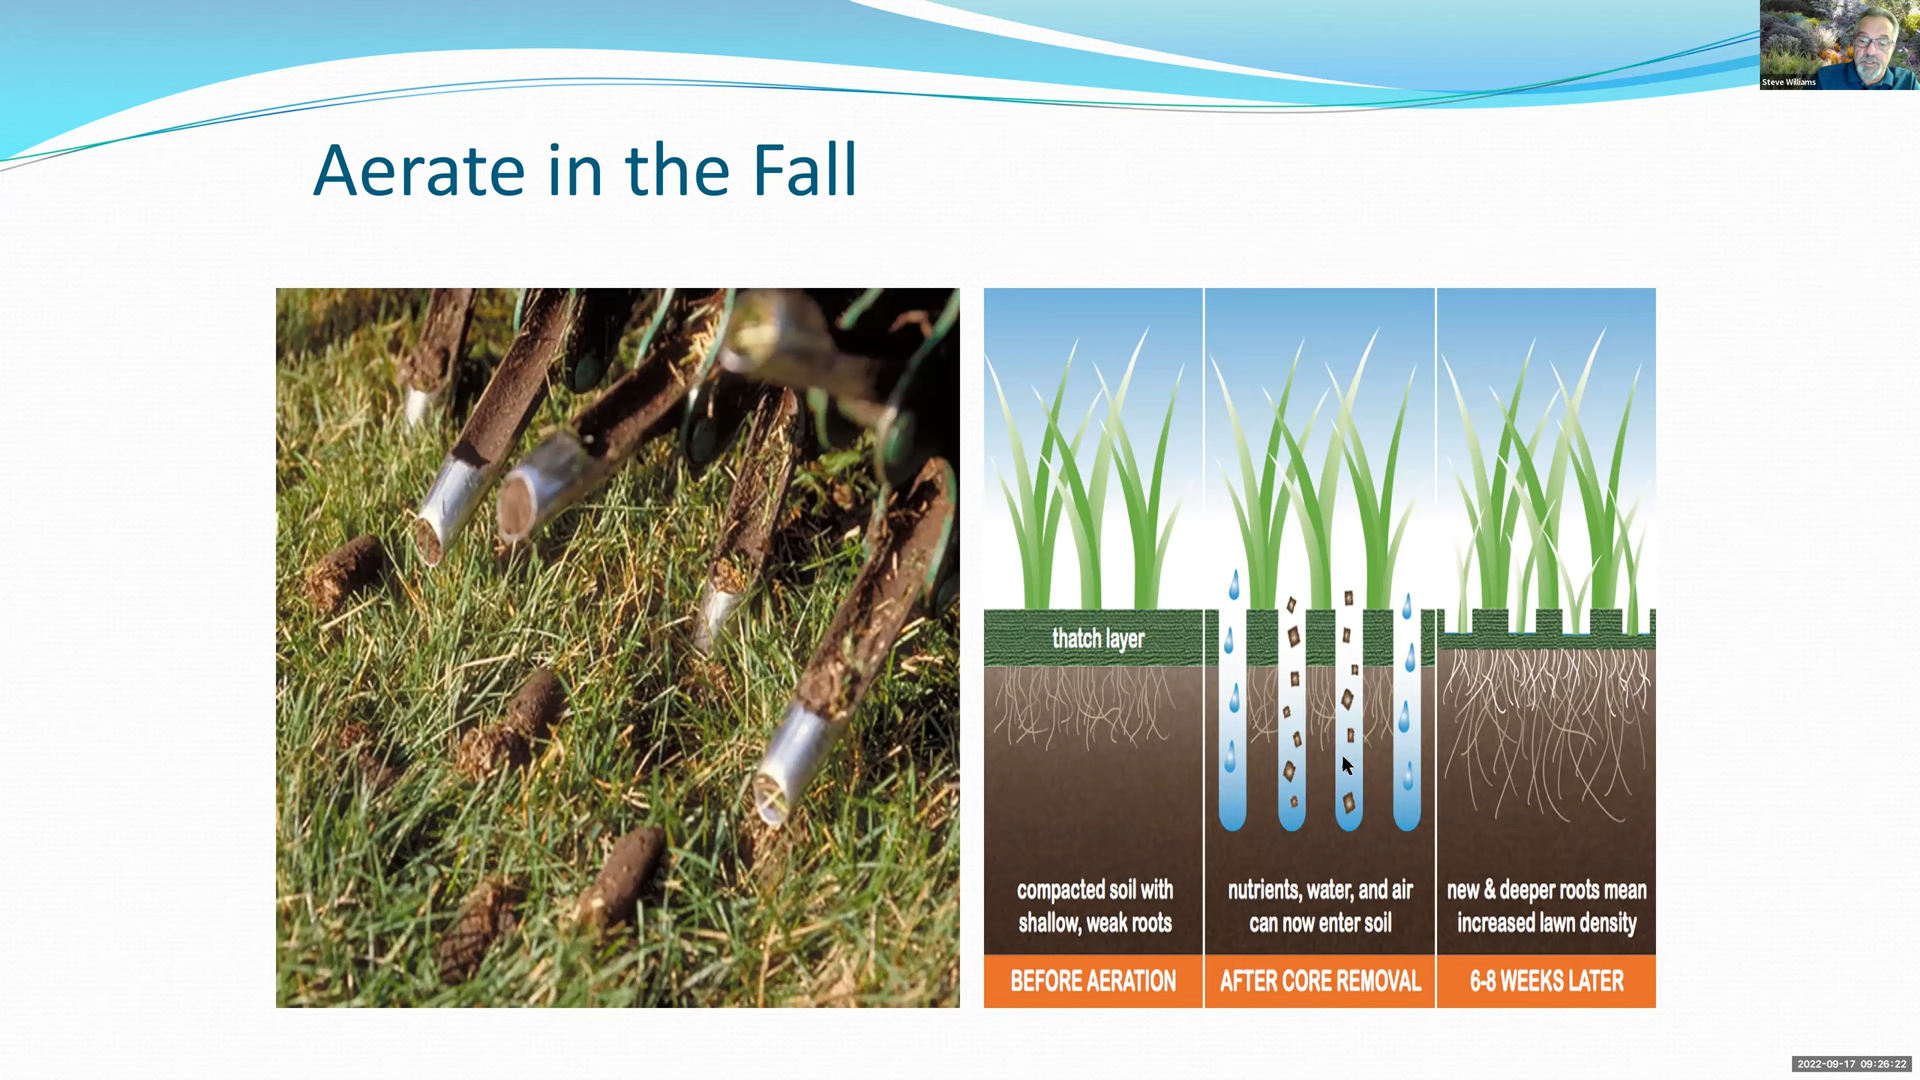 Steve Williams
Aerate in the Fall
thatch layer
compacted soil with
shallow, weak roots
BEFORE AERATION
nutrients, water, and air
can now enter soil
AFTER CORE REMOVAL
new & deeper roots mean
increased lawn density
6-8 WEEKS LATER
2022-09-17 09:26:22